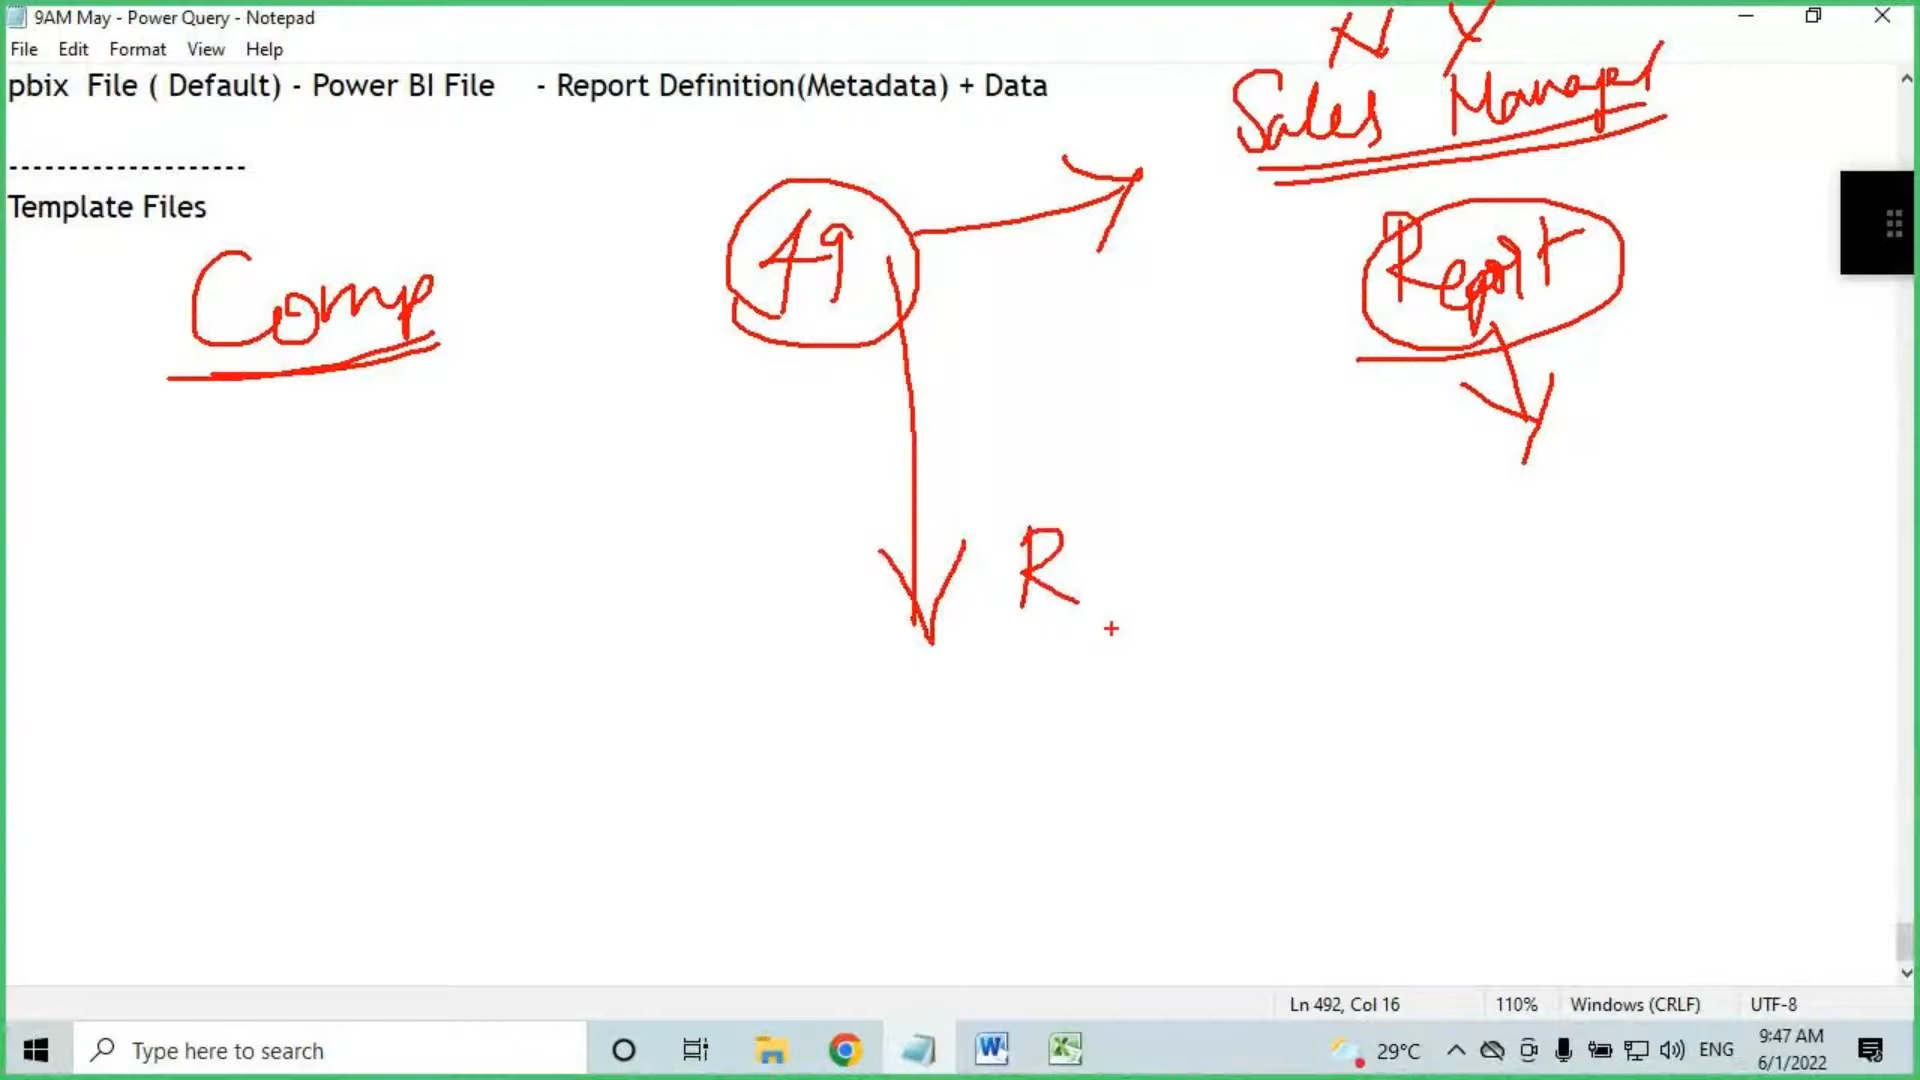 9AM May - Power Query - Notepad
File Edit Format View Help
N Y
pbix File ( Default) - Power BI File - Report Definition(Metadata) + Data
Sales Manager
-------------------
Template Files
49
Report
Comp
R
Ln 492, Col 16 110% Windows (CRLF) UTF-8
Type here to search
29°C ENG
9:47 AM
6/1/2022